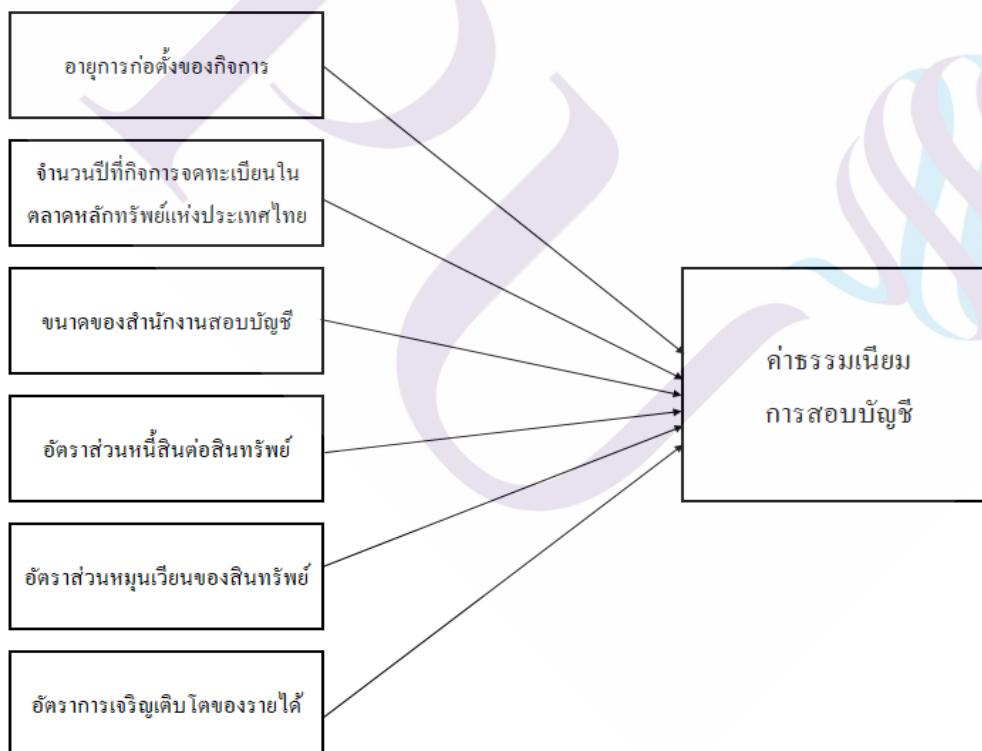 อายุการก่อตั้งของกิจการ
จำนวนปีที่กิจการจดทะเบียนใน
ตลาดหลักทรัพย์แห่งประเทศไทย
ขนาดของสำนักงานสอบบัญชี
อัตราส่วนหนี้สินต่อสินทรัพย์
อัตราส่วนหมุนเวียนของสินทรัพย์
อัตราการเจริญเติบโตของรายได้
ค่าธรรมเนียม
การสอบบัญชี